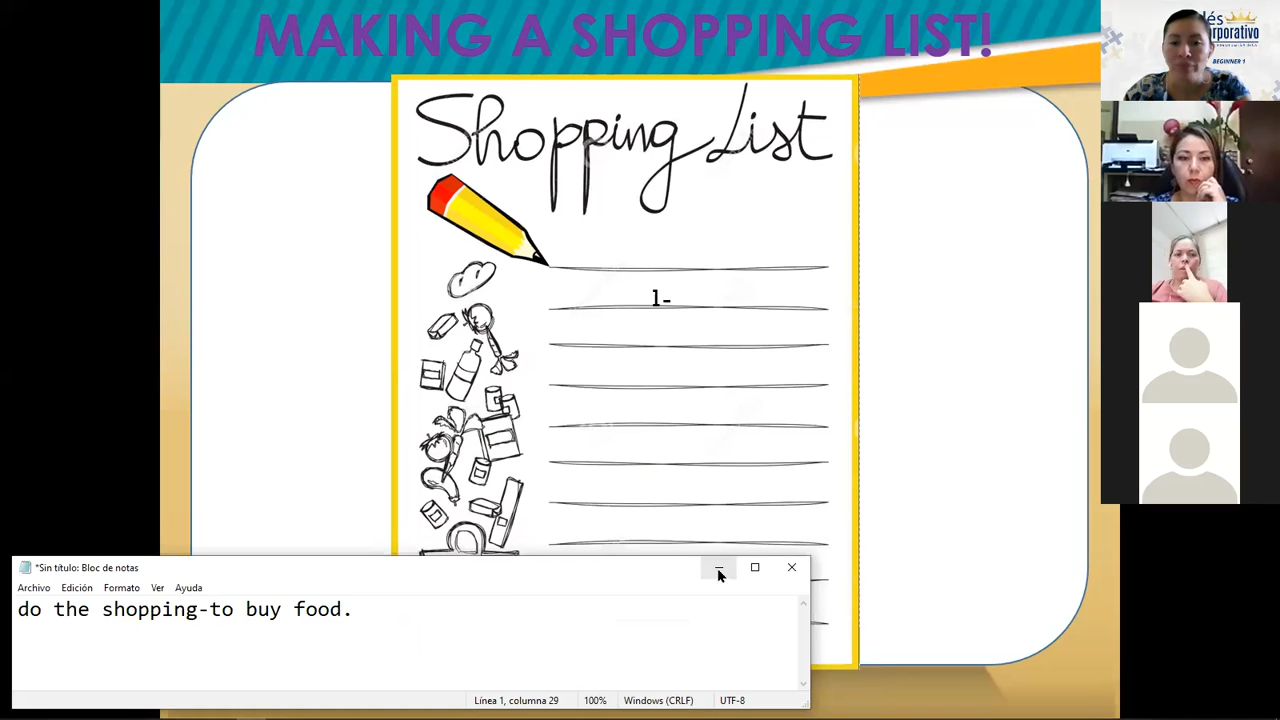 MAKING A SHOPPING LIST!
Shopping List
1-
*Sin título: Bloc de notas
Archivo Edición Formato Ver Ayuda
do the shopping-to buy food.
Línea 1, columna 29 100% Windows (CRLF) UTF-8
BEGINNER 1